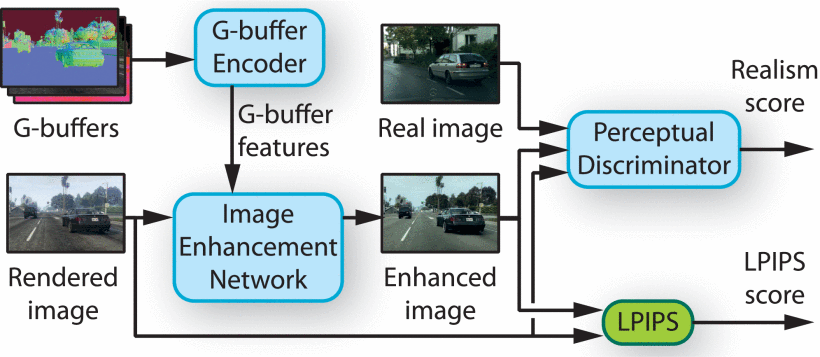 G-buffer
Encoder
G-buffers
G-buffer
features
Real image
Perceptual
Discriminator
Realism
score
Rendered
image
Image
Enhancement
Network
Enhanced
image
LPIPS
LPIPS
score